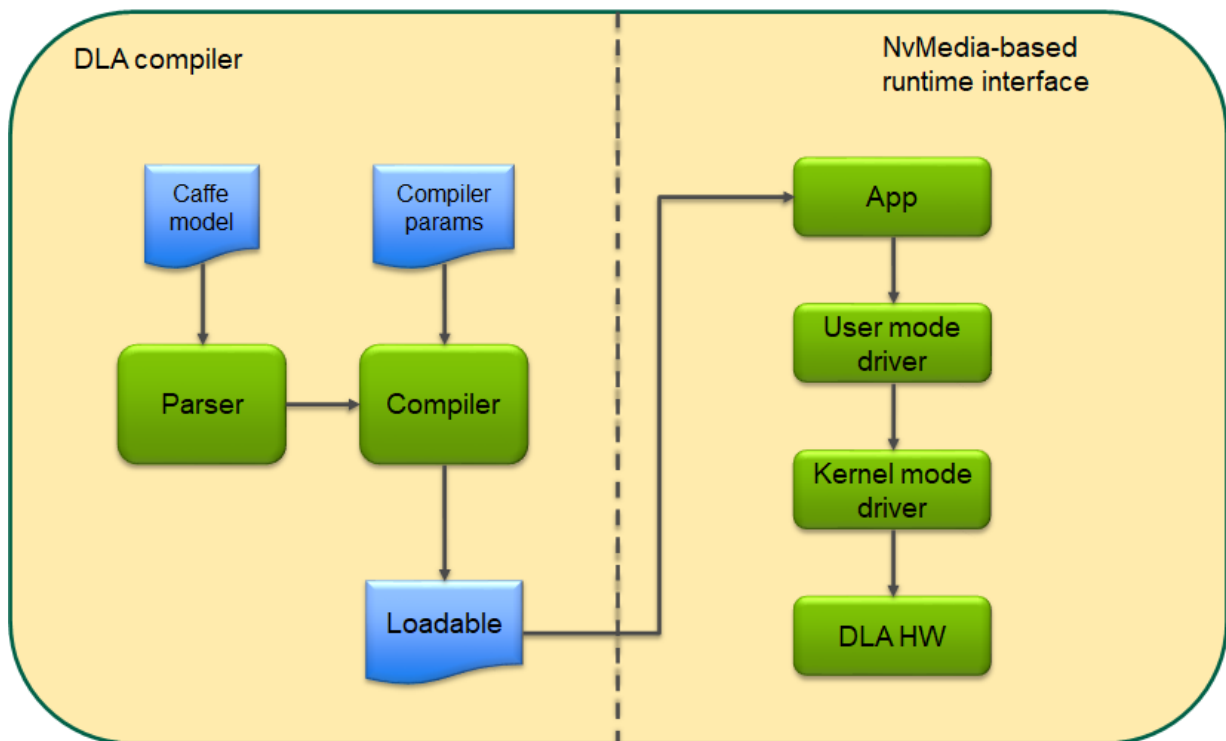 DLA compiler
NvMedia-based
runtime interface
Caffe
model
Compiler
params
Parser
Compiler
Loadable
App
User mode
driver
Kernel mode
driver
DLA HW